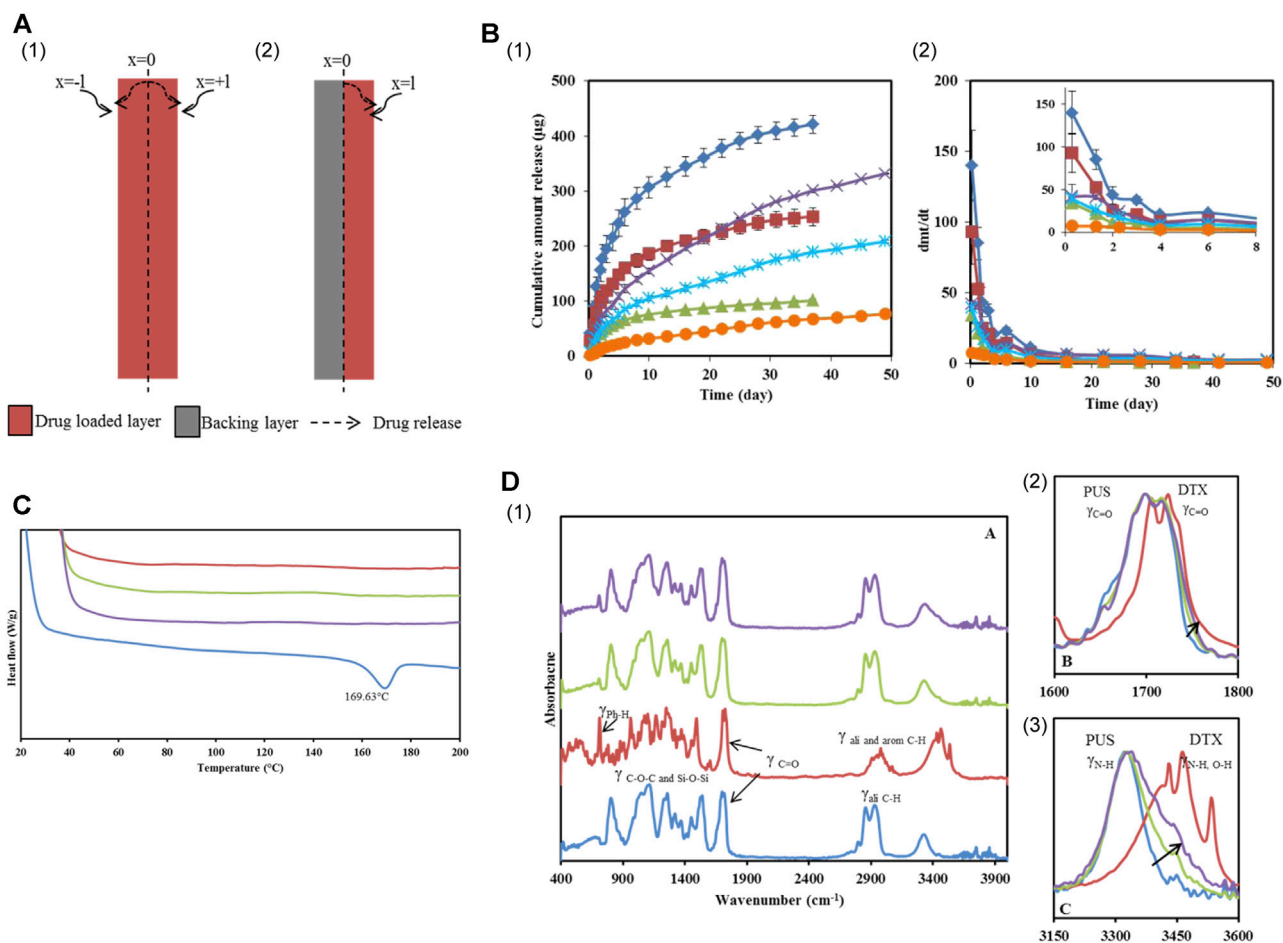 A
(1)
x=0
x=-1
x=+1
(2)
x=0
x=1
Drug loaded layer
Backing layer
Drug release
B
(1)
Cumulative amount release (µg)
500
400
300
200
100
0
0
10
20
30
40
50
Time (day)
(2)
dmt/dt
200
150
100
50
0
0
10
20
30
40
50
Time (day)
150
100
50
0
0
2
4
6
8
C
Heat flow (W/g)
169.63°C
20
40
60
80
100
120
140
160
180
200
Temperature (°C)
D
(1)
A
Absorbacne
γPh-H
γ C=O
γ ali and arom C-H
γ C-O-C and Si-O-Si
γali C-H
400
900
1400
1900
2400
2900
3400
3900
Wavenumber (cm-1)
(2)
PUS
γC=O
DTX
γC=O
B
1600
1700
1800
(3)
PUS
γN-H
DTX
γN-H, O-H
C
3150
3300
3450
3600